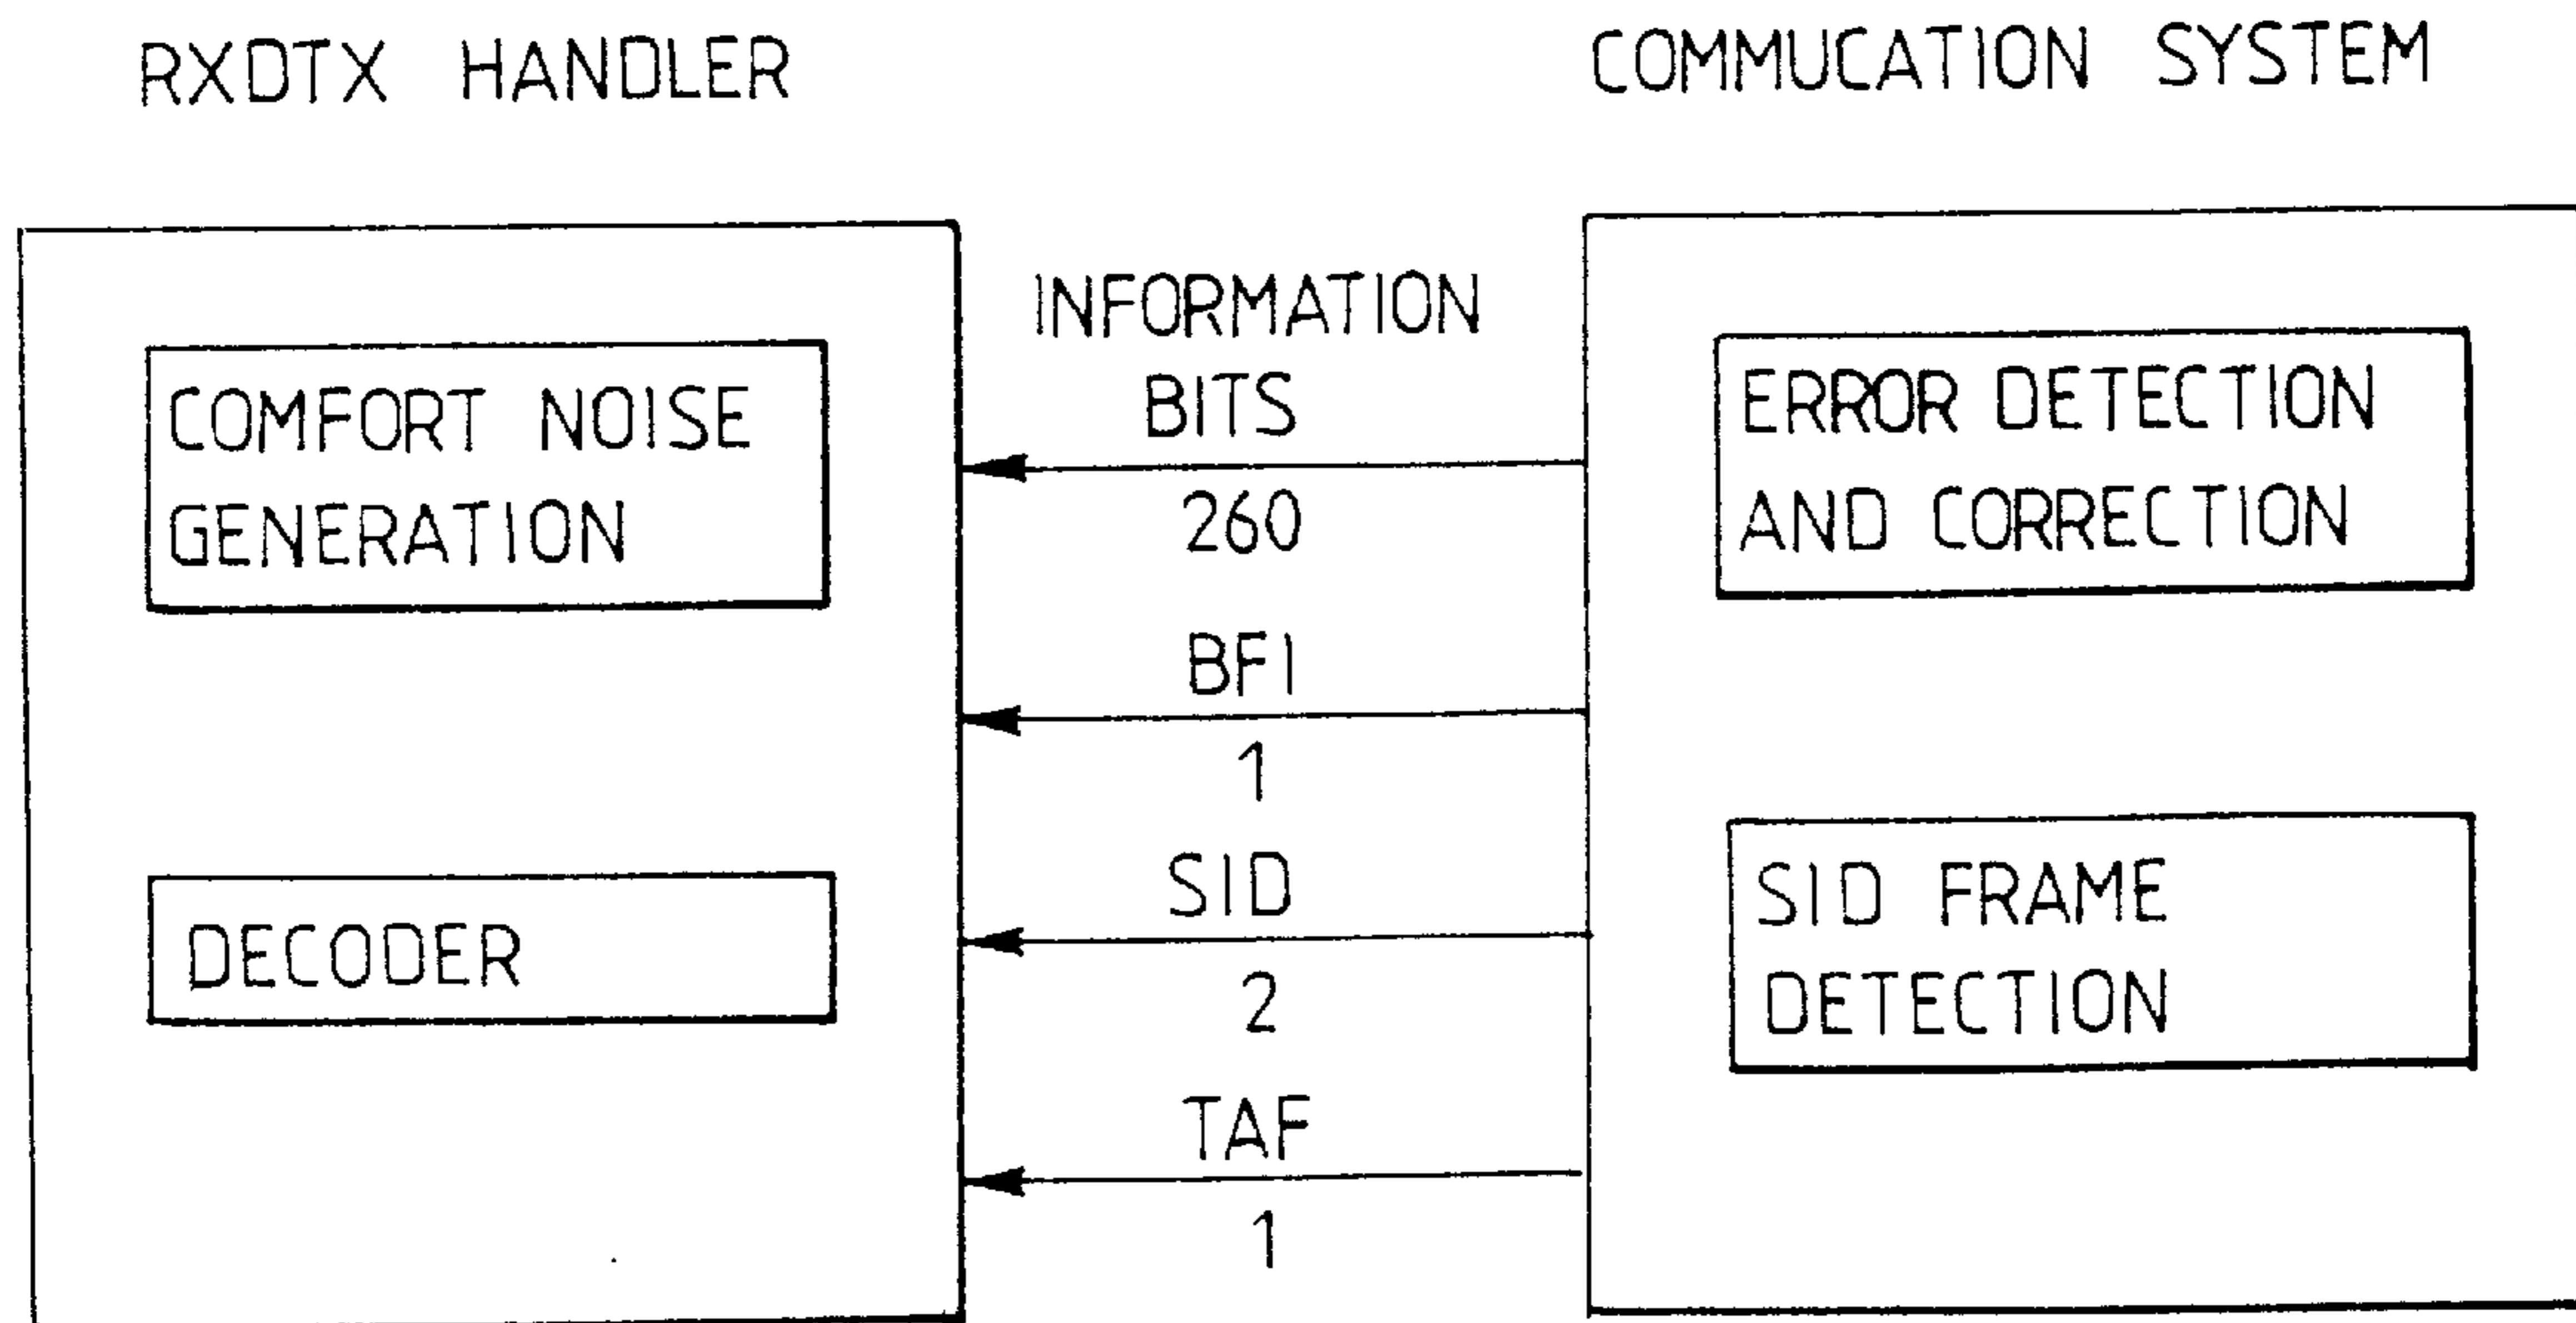 RXDTX HANDLER
COMMUCATION SYSTEM
COMFORT NOISE
GENERATION
DECODER
INFORMATION
BITS
260
BFI
1
SID
2
TAF
1
ERROR DETECTION
AND CORRECTION
SID FRAME
DETECTION